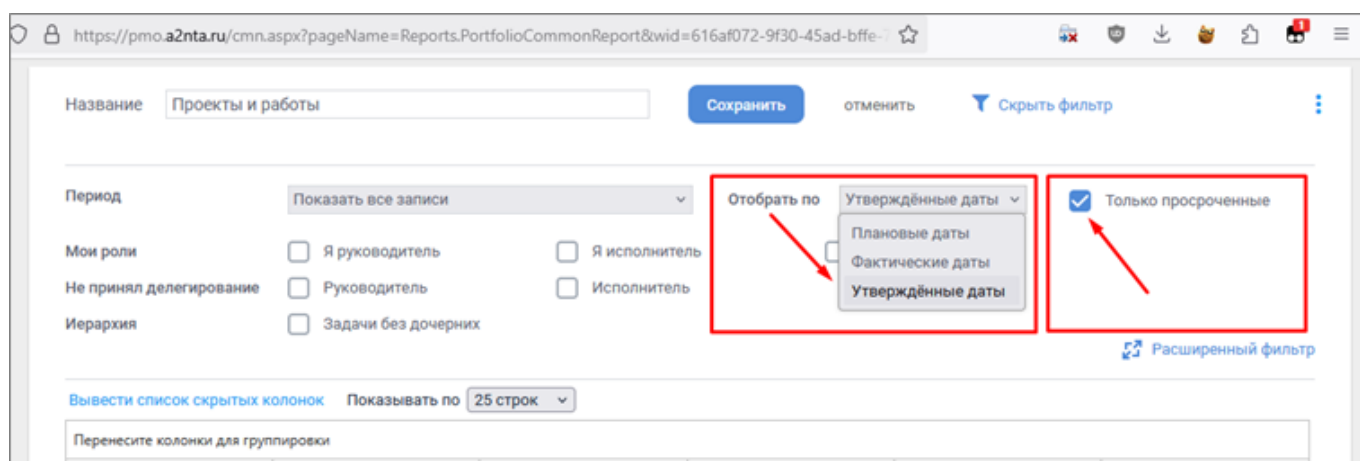 https://pmo.a2nta.ru/cmn.aspx?pageName=Reports.PortfolioCommonReport&wid=616af072-9f30-45ad-bffe-
1
Название Проекты и работы Сохранить отменить Скрыть фильтр
Период Показать все записи Отобрать по Утверждённые даты Только просроченные
Плановые даты
Мои роли Я руководитель Я исполнитель
Фактические даты
Не принял делегирование Руководитель Исполнитель Утверждённые даты
Иерархия Задачи без дочерних
Расширенный фильтр
Вывести список скрытых колонок Показывать по 25 строк
Перенесите колонки для группировки